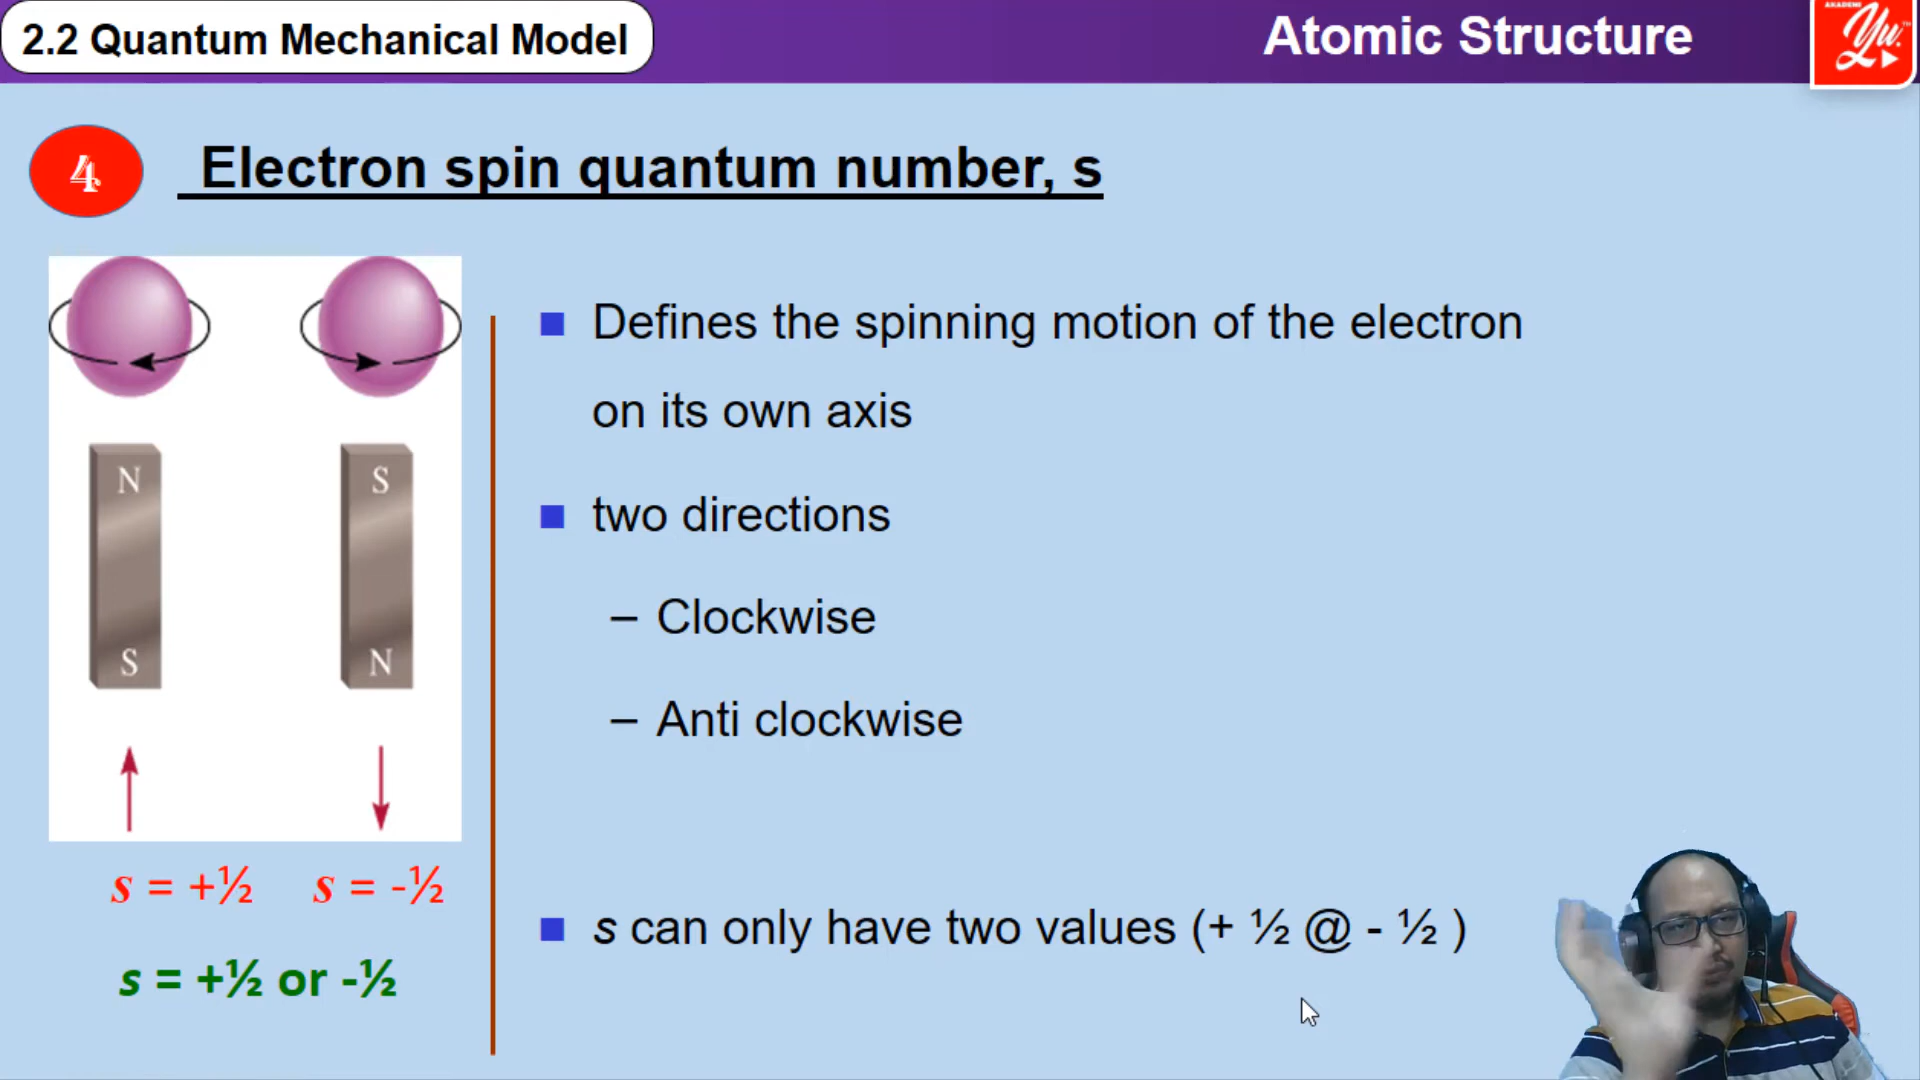 2.2 Quantum Mechanical Model
Atomic Structure
AKADEMI
Yu.
4
Electron spin quantum number, s
Defines the spinning motion of the electron
on its own axis
two directions
– Clockwise
– Anti clockwise
s can only have two values (+ ½ @ - ½ )
N
S
S
N
s = +½
s = -½
s = +½ or -½